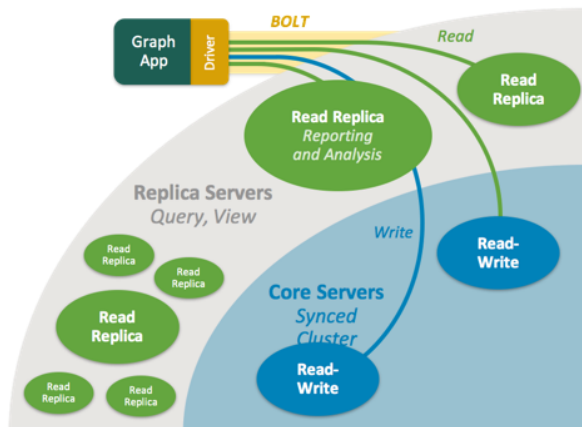 BOLT
Graph
App
Driver
Read
Read
Replica
Read Replica
Reporting
and Analysis
Replica Servers
Query, View
Write
Read-
Write
Read
Replica
Read
Replica
Read
Replica
Core Servers
Synced
Cluster
Read-
Write
Read
Replica
Read
Replica